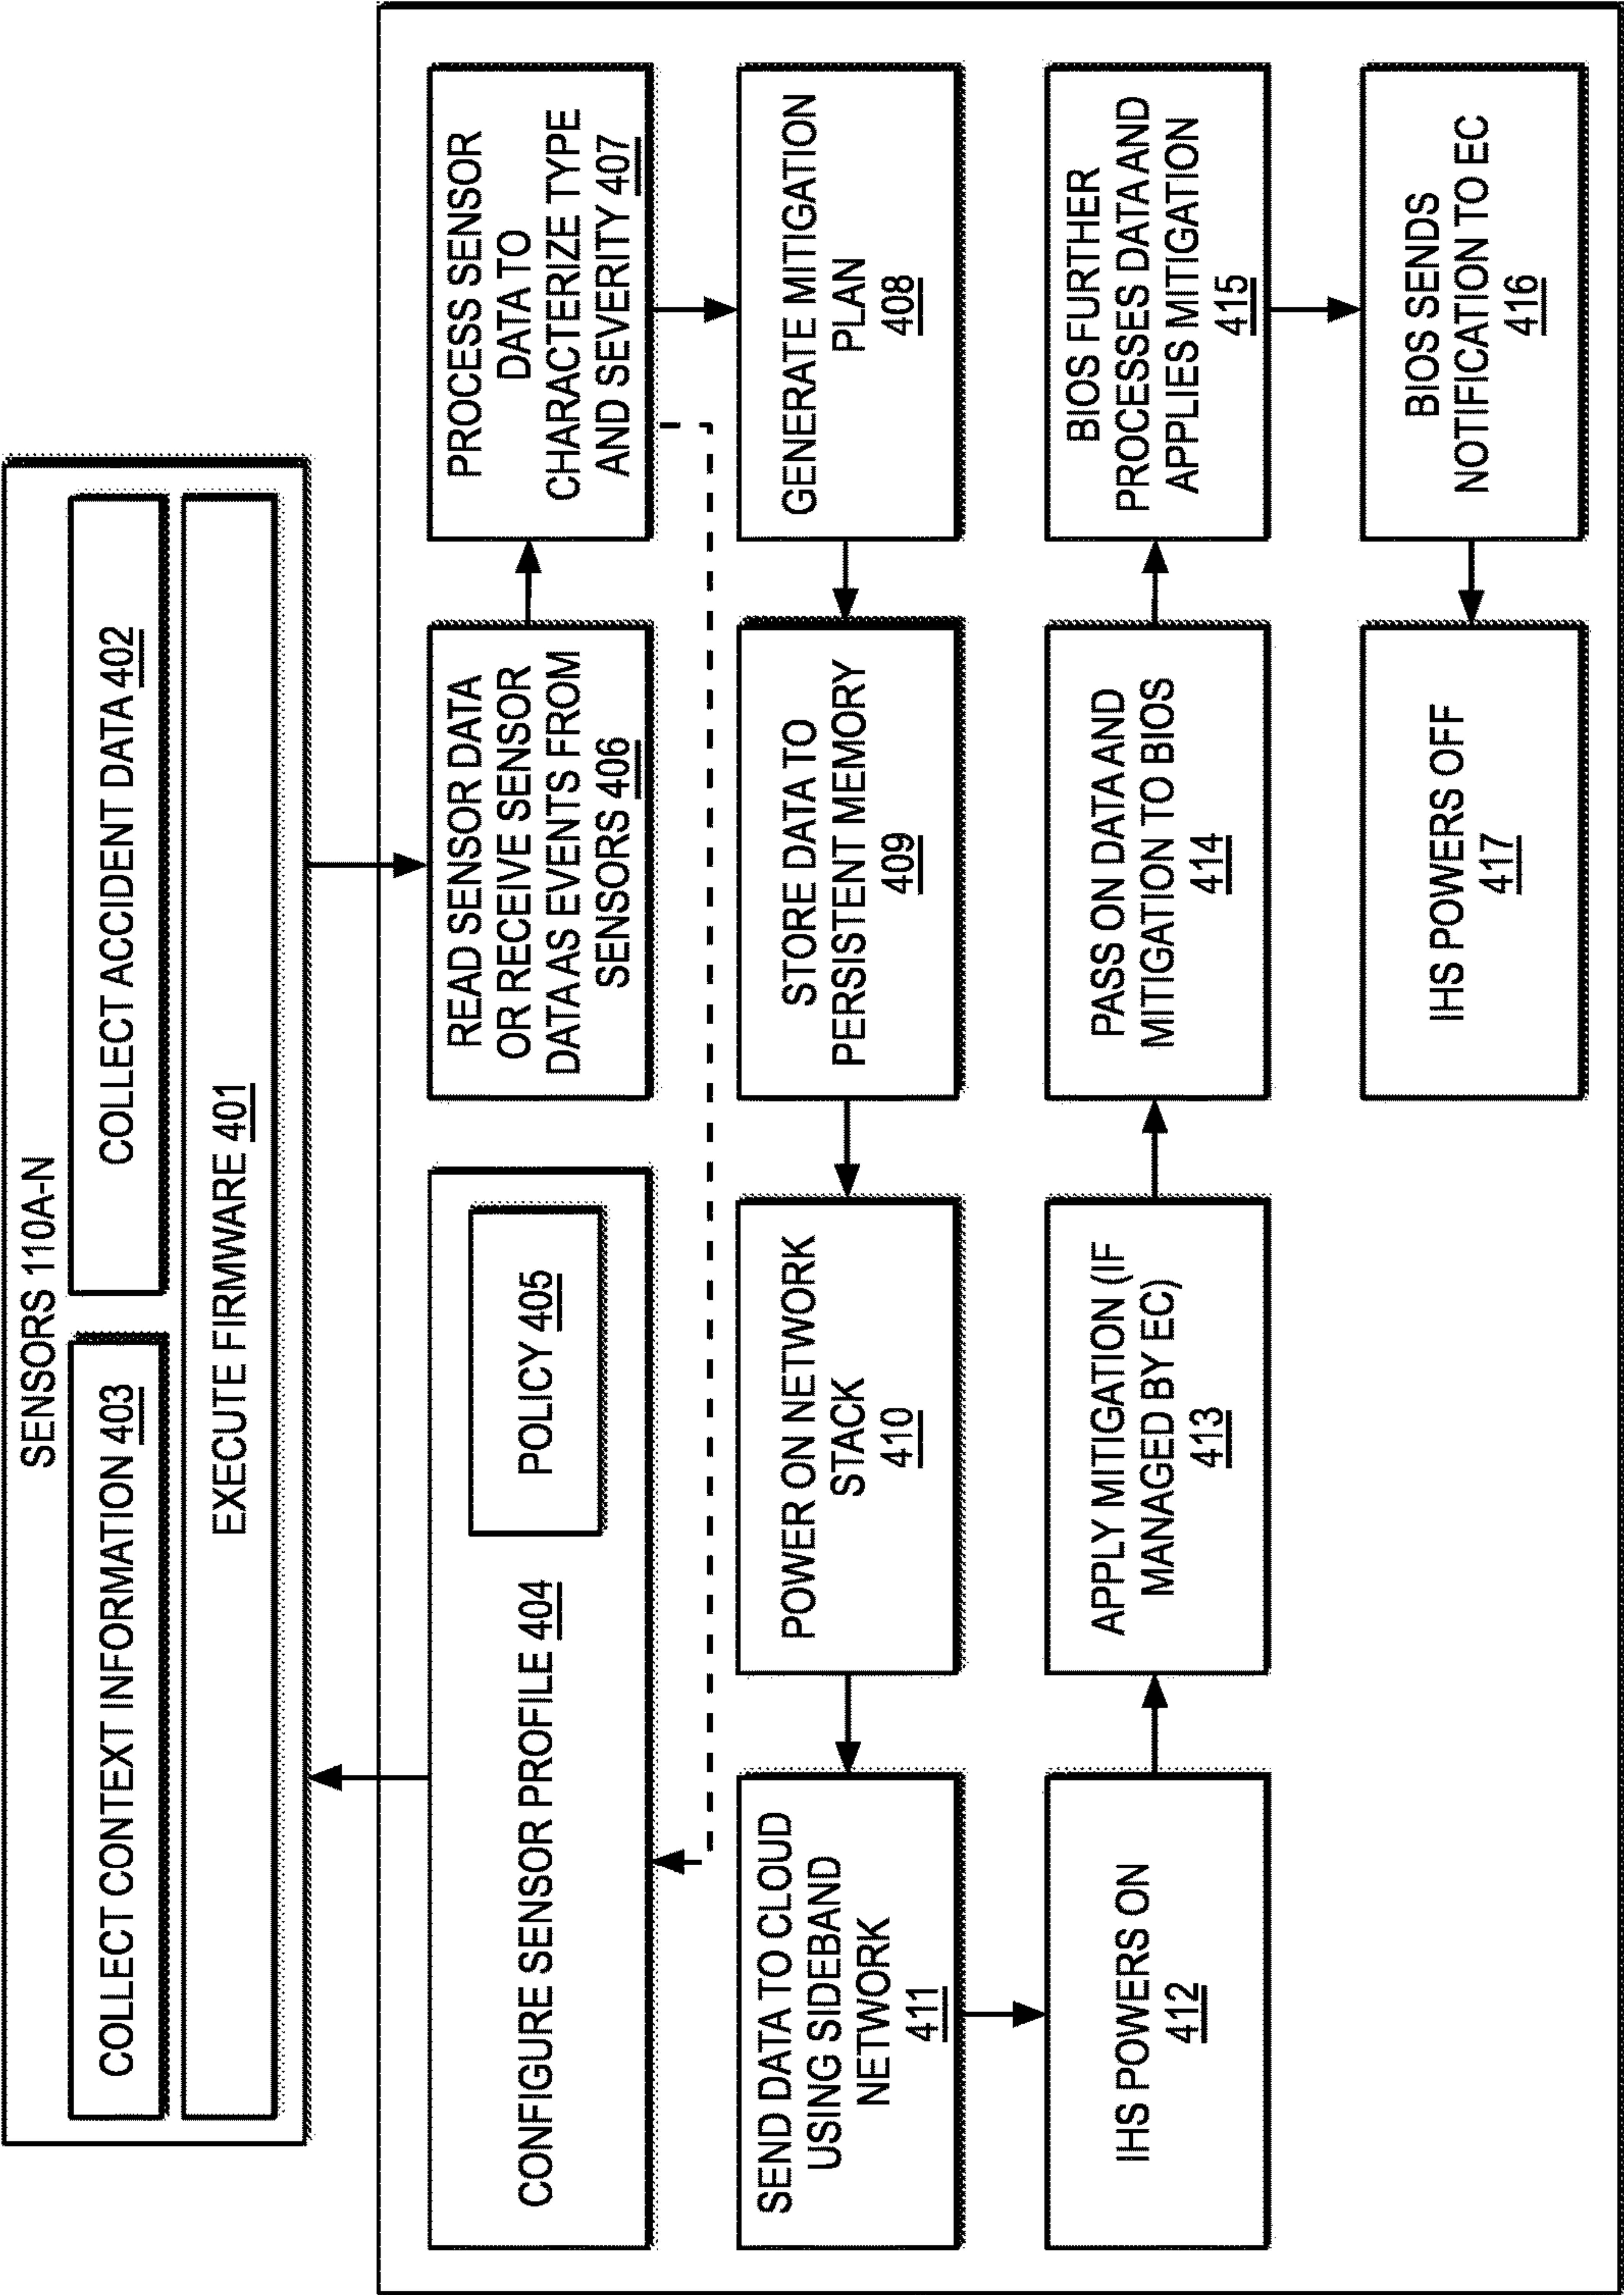 SENSORS 110A-N
COLLECT CONTEXT INFORMATION 403
COLLECT ACCIDENT DATA 402
EXECUTE FIRMWARE 401
CONFIGURE SENSOR PROFILE 404
POLICY 405
READ SENSOR DATA
OR RECEIVE SENSOR
DATA AS EVENTS FROM
SENSORS 406
PROCESS SENSOR
DATA TO
CHARACTERIZE TYPE
AND SEVERITY 407
GENERATE MITIGATION
PLAN
408
STORE DATA TO
PERSISTENT MEMORY
409
POWER ON NETWORK
STACK
410
SEND DATA TO CLOUD
USING SIDEBAND
NETWORK
411
IHS POWERS ON
412
APPLY MITIGATION (IF
MANAGED BY EC)
413
PASS ON DATA AND
MITIGATION TO BIOS
414
BIOS FURTHER
PROCESSES DATA AND
APPLIES MITIGATION
415
BIOS SENDS
NOTIFICATION TO EC
416
IHS POWERS OFF
417